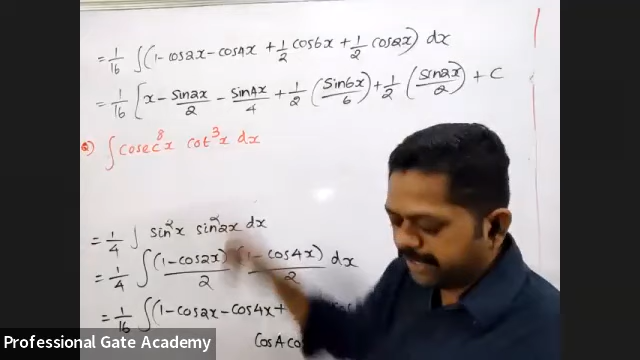 = 1/16 ∫(1-cos2x-cos4x + 1/2 cos6x + 1/2 cos2x) dx
= 1/16 [x - sin2x/2 - sin4x/4 + 1/2 (sin6x/6) + 1/2 (sin2x/2) + C
Q) ∫ cosec⁸x cot³x dx
= 1/4 ∫ sin²x sin²2x dx
= 1/4 ∫ (1-cos2x)/2 (1-cos4x)/2 dx
= 1/16 ∫(1-cos2x-cos4x+
CosA cos
Professional Gate Academy